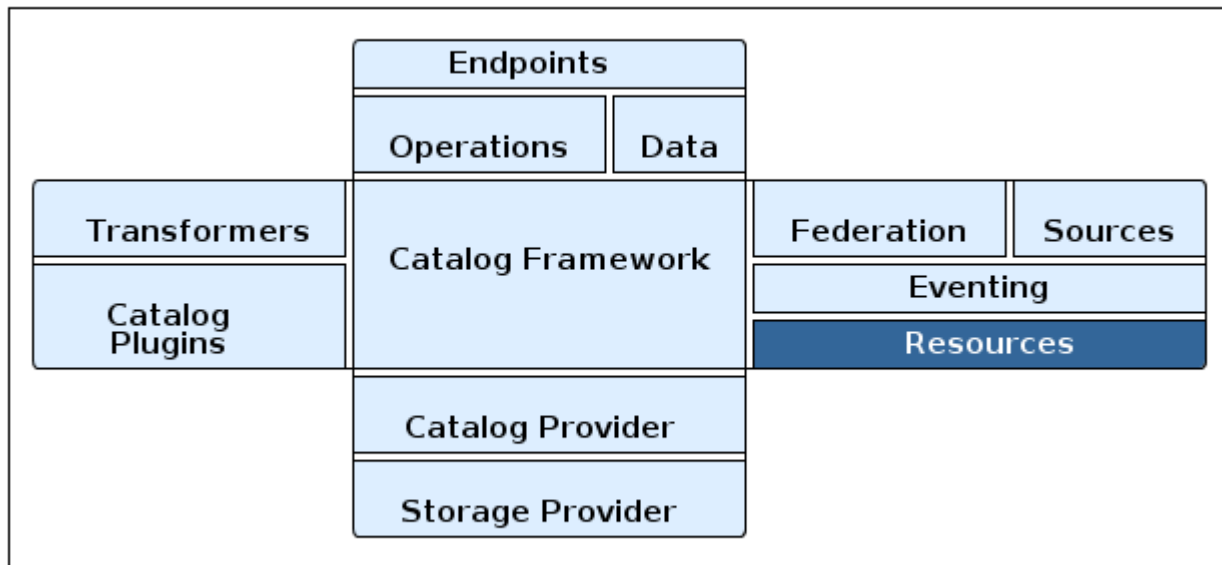 Endpoints
Operations
Data
Transformers
Catalog Framework
Federation
Sources
Eventing
Catalog
Plugins
Resources
Catalog Provider
Storage Provider